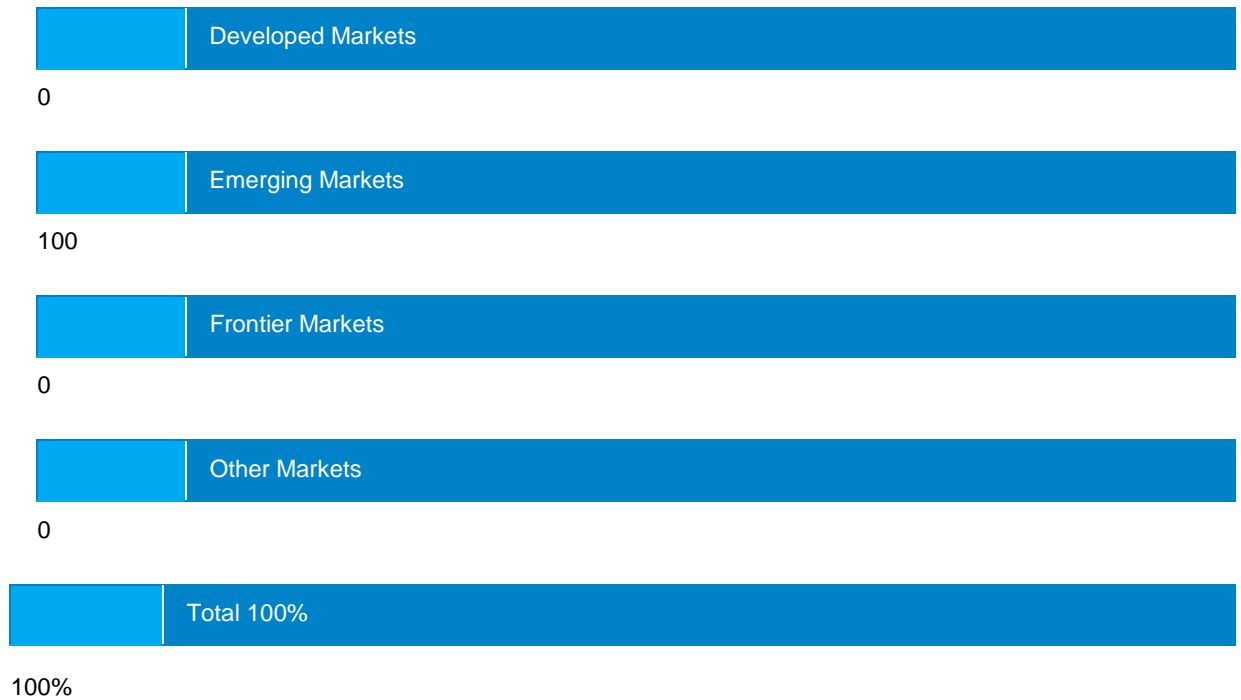 Developed Markets
0
Emerging Markets
100
Frontier Markets
0
Other Markets
0
Total 100%
100%